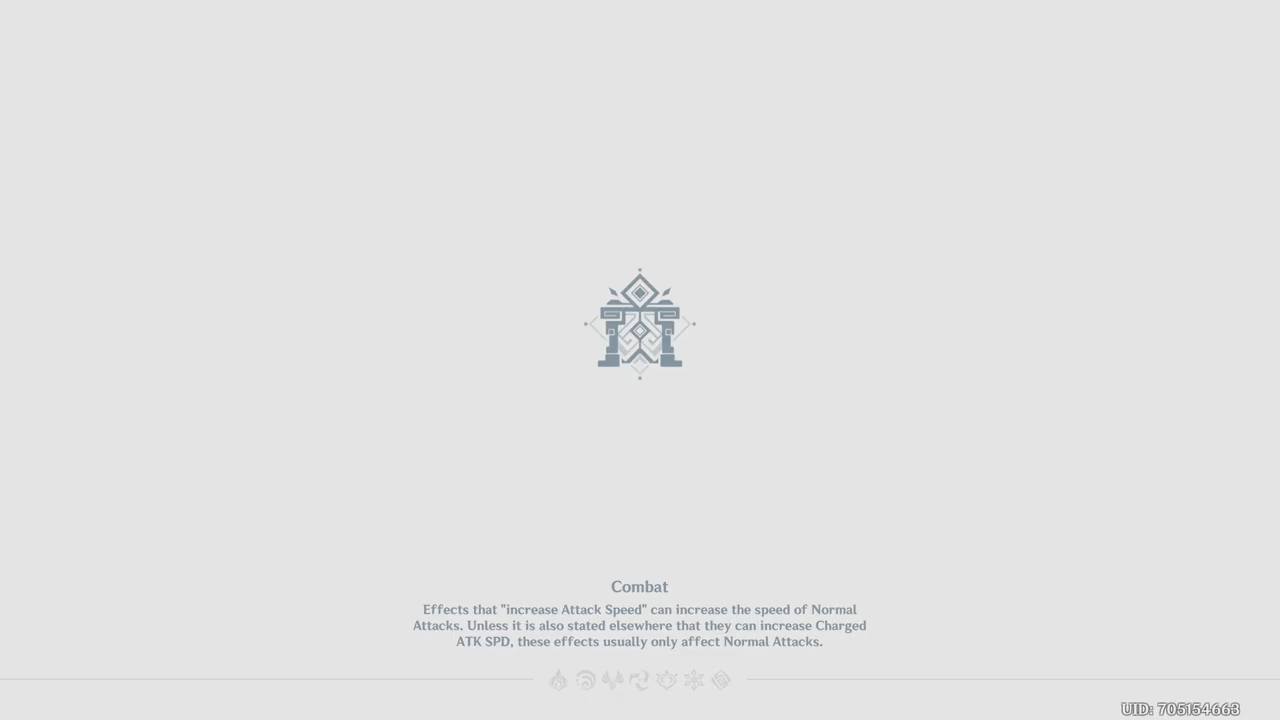 Combat
Effects that "increase Attack Speed" can increase the speed of Normal
Attacks. Unless it is also stated elsewhere that they can increase Charged
ATK SPD, these effects usually only affect Normal Attacks.
UID: 705154663